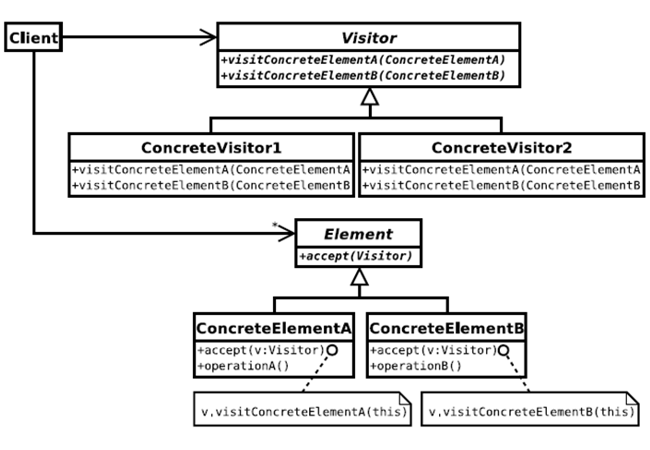 Client
Visitor
+visitConcreteElementA(ConcreteElementA)
+visitConcreteElementB(ConcreteElementB)
ConcreteVisitor1
+visitConcreteElementA(ConcreteElementA
+visitConcreteElementB(ConcreteElementB
ConcreteVisitor2
+visitConcreteElementA(ConcreteElementA
+visitConcreteElementB(ConcreteElementB
*
Element
+accept(Visitor)
ConcreteElementA
+accept(v:Visitor)
+operationA()
ConcreteElementB
+accept(v:Visitor)
+operationB()
v,visitConcreteElementA(this)
v,visitConcreteElementB(this)